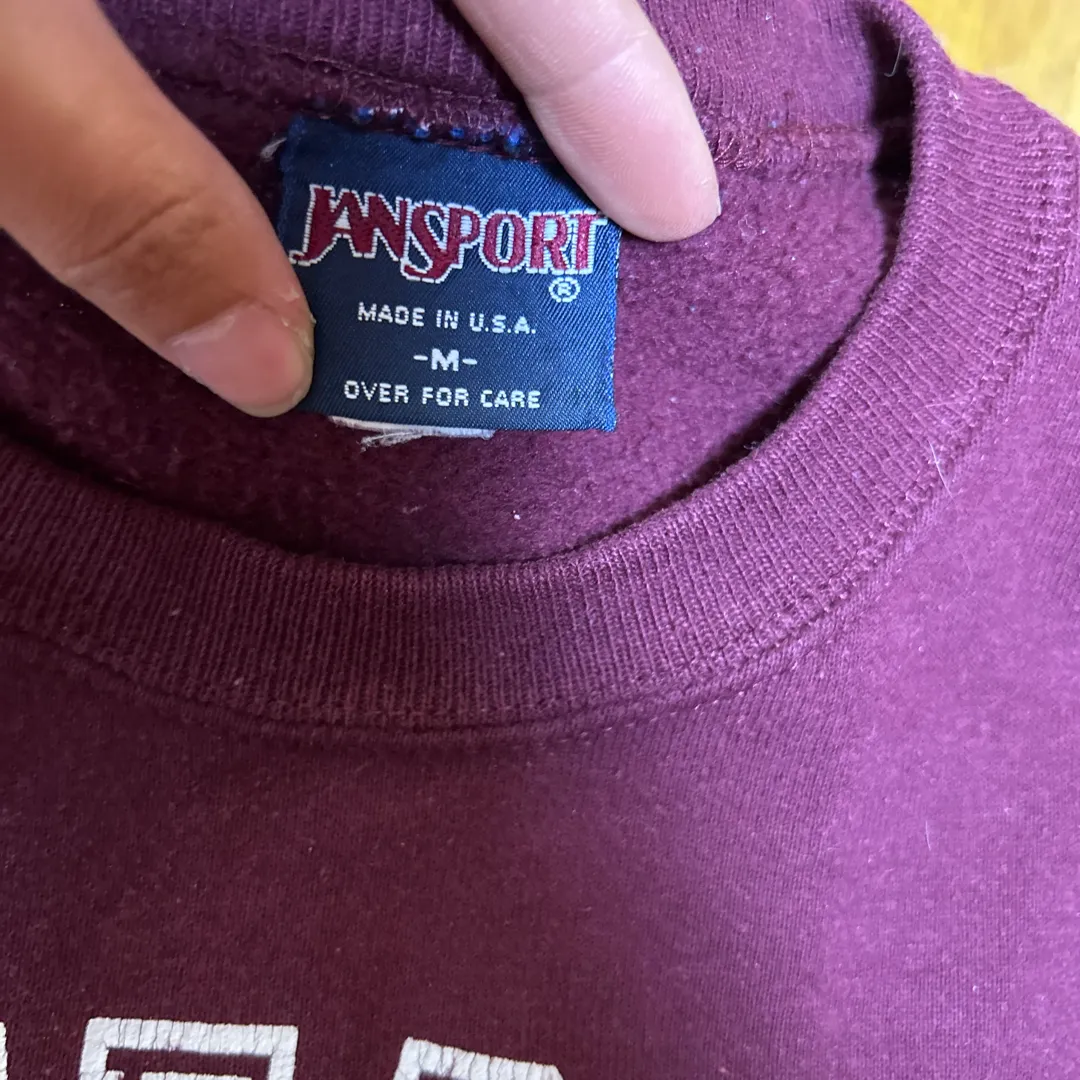 JANSPORT
®
MADE IN U.S.A.
-M-
OVER FOR CARE